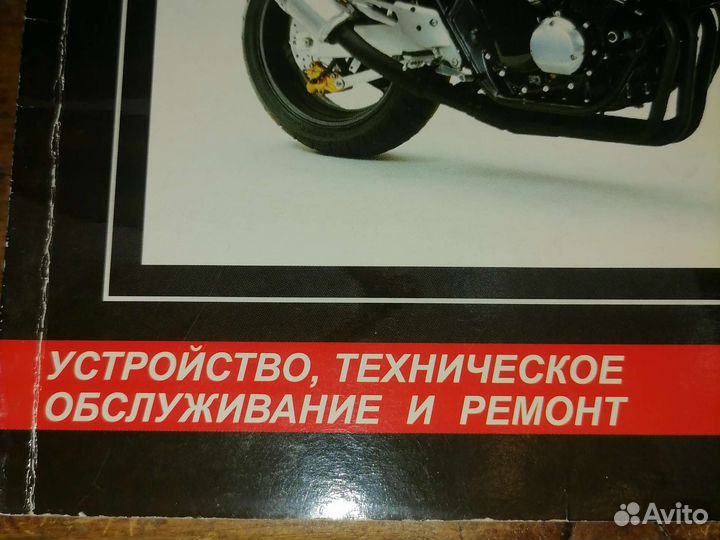 УСТРОЙСТВО, ТЕХНИЧЕСКОЕ
ОБСЛУЖИВАНИЕ И РЕМОНТ
Avito